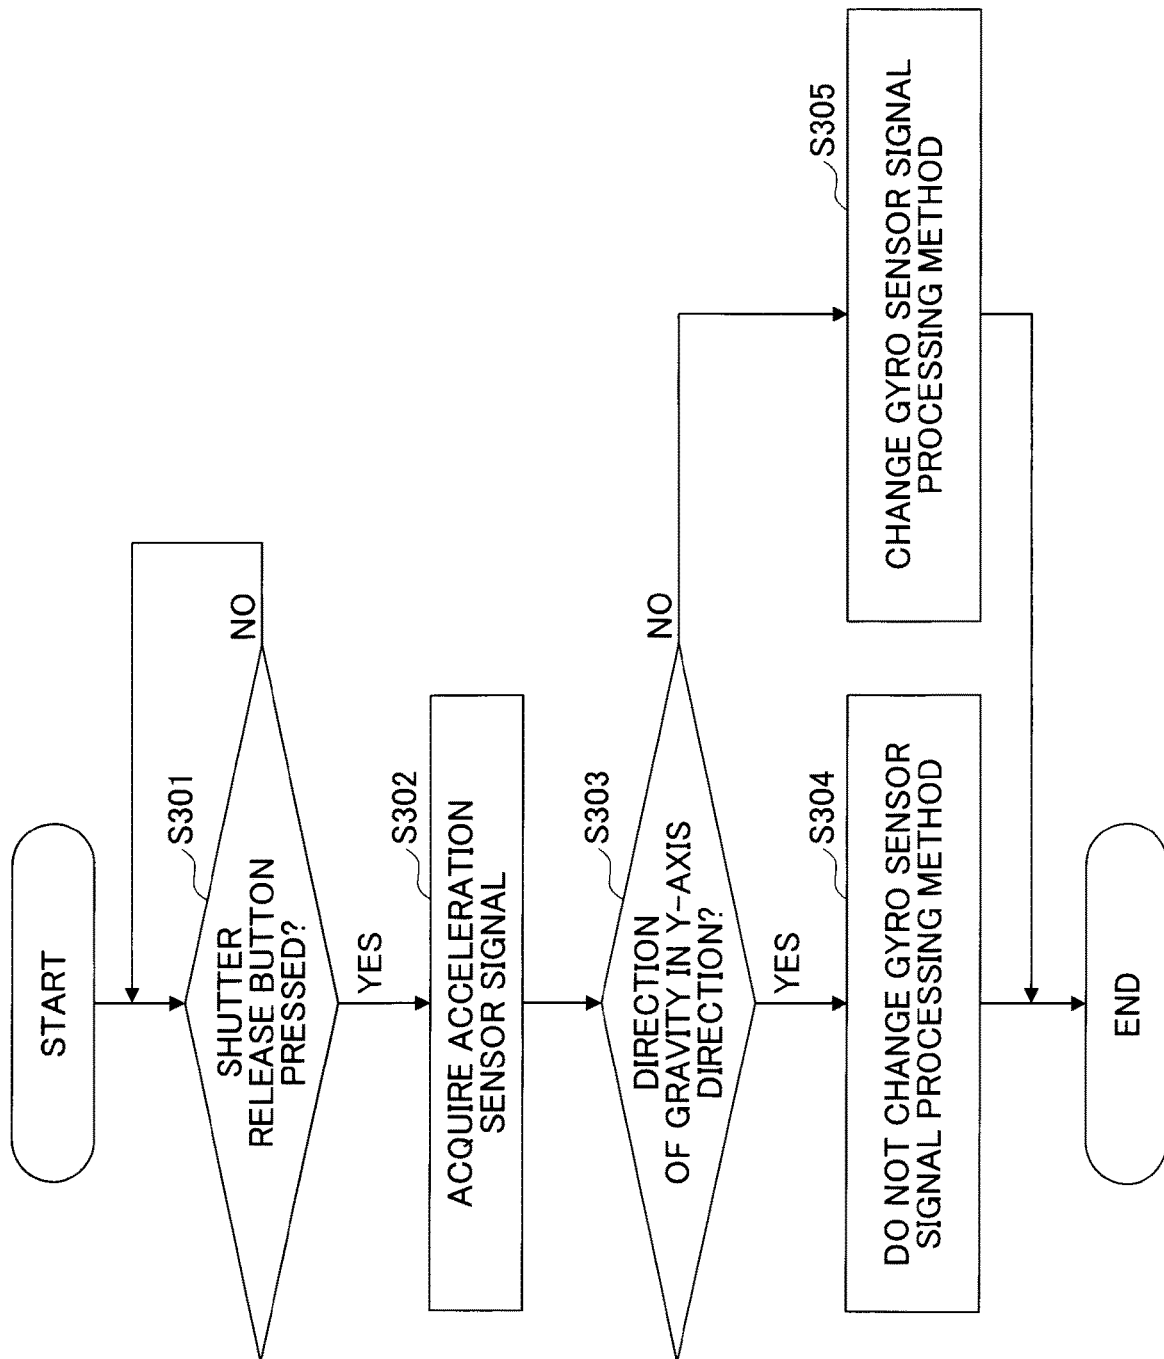 START
S301
SHUTTER
RELEASE BUTTON
PRESSED?
NO
YES
S302
ACQUIRE ACCELERATION
SENSOR SIGNAL
S303
DIRECTION
OF GRAVITY IN Y-AXIS
DIRECTION?
NO
YES
S304
DO NOT CHANGE GYRO SENSOR
SIGNAL PROCESSING METHOD
S305
CHANGE GYRO SENSOR SIGNAL
PROCESSING METHOD
END